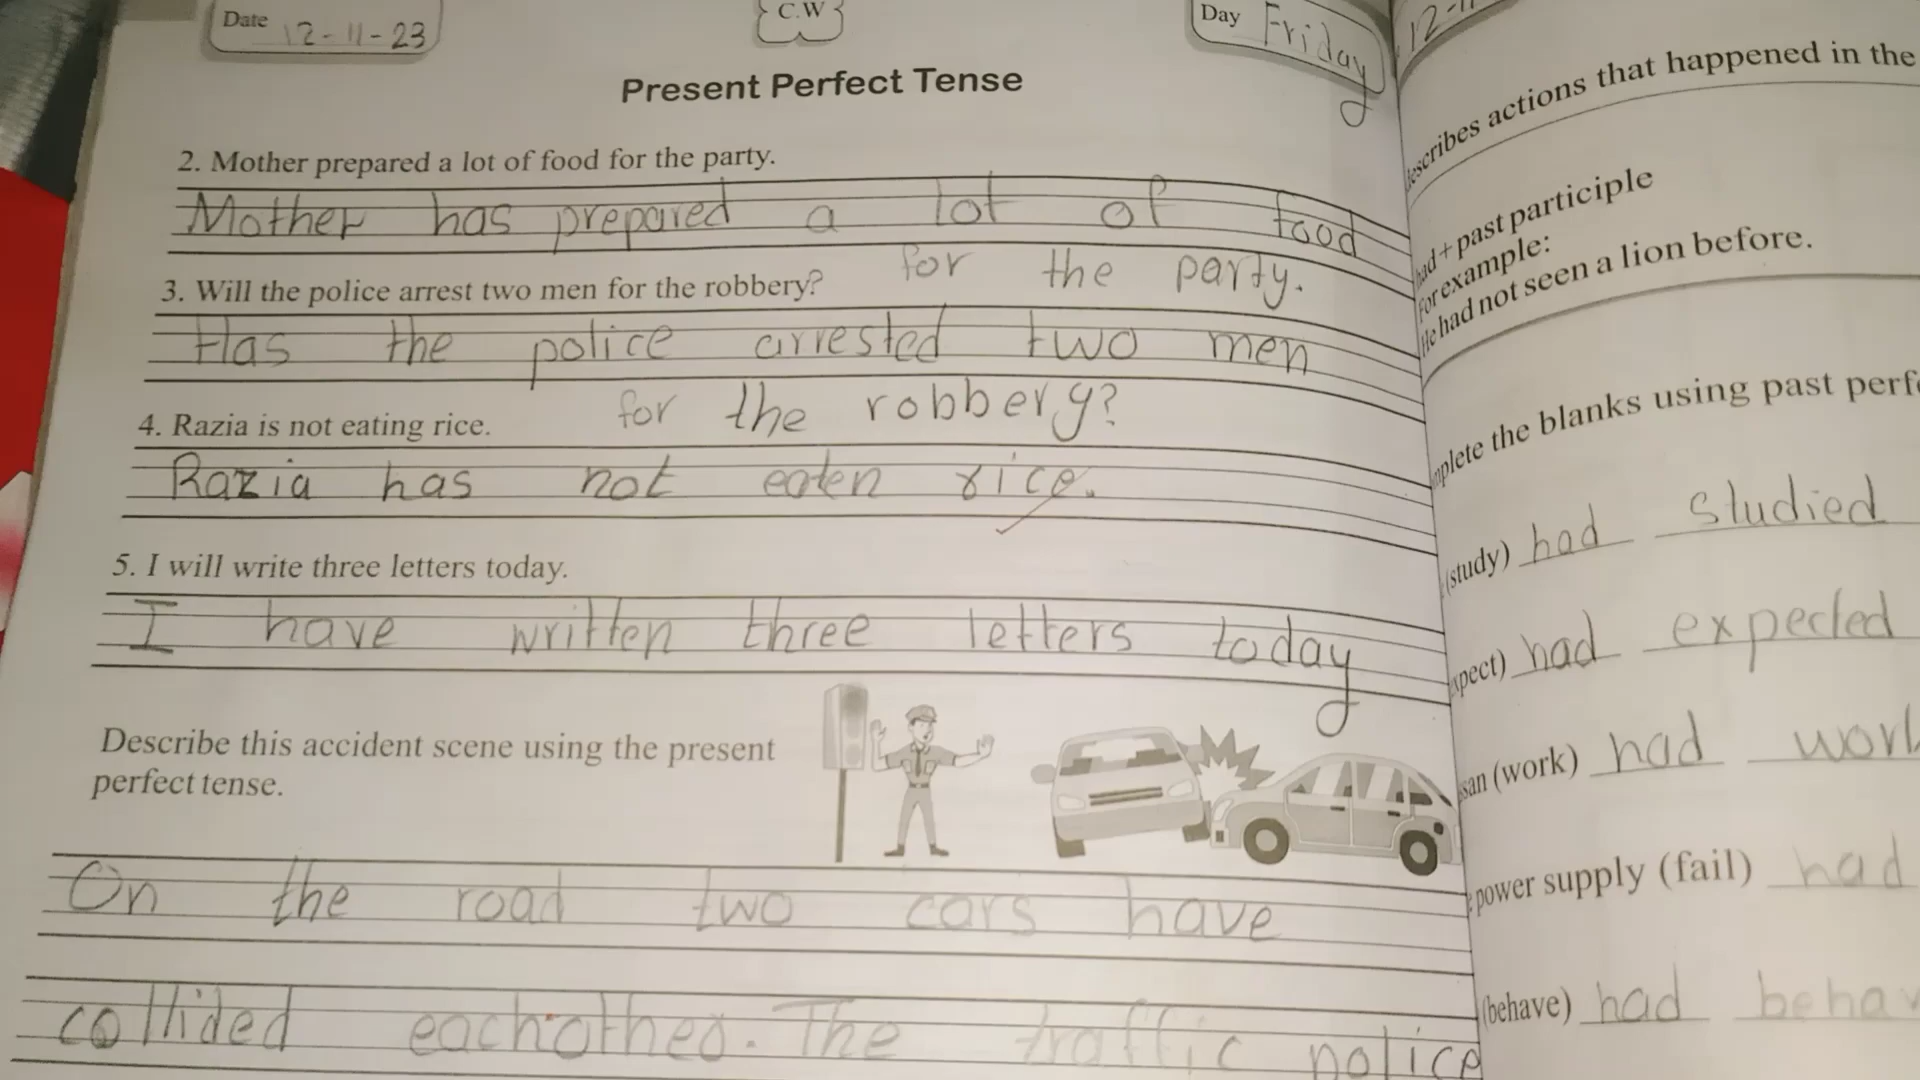 Date 12-11-23
C.W
Day Friday
Present Perfect Tense
2. Mother prepared a lot of food for the party.
Mother has prepared a lot of food
for the party.
3. Will the police arrest two men for the robbery?
Has the police arrested two men
for the robbery?
4. Razia is not eating rice.
Razia has not eaten rice.
5. I will write three letters today.
I have written three letters today
Describe this accident scene using the present
perfect tense.
On the road two cars have
collided eachother. The traffic police
12-11
describes actions that happened in the
had + past participle
For example:
He had not seen a lion before.
the blanks using past
(study) had studied
had expected
(work) had
power supply (fail) had
(behave) had